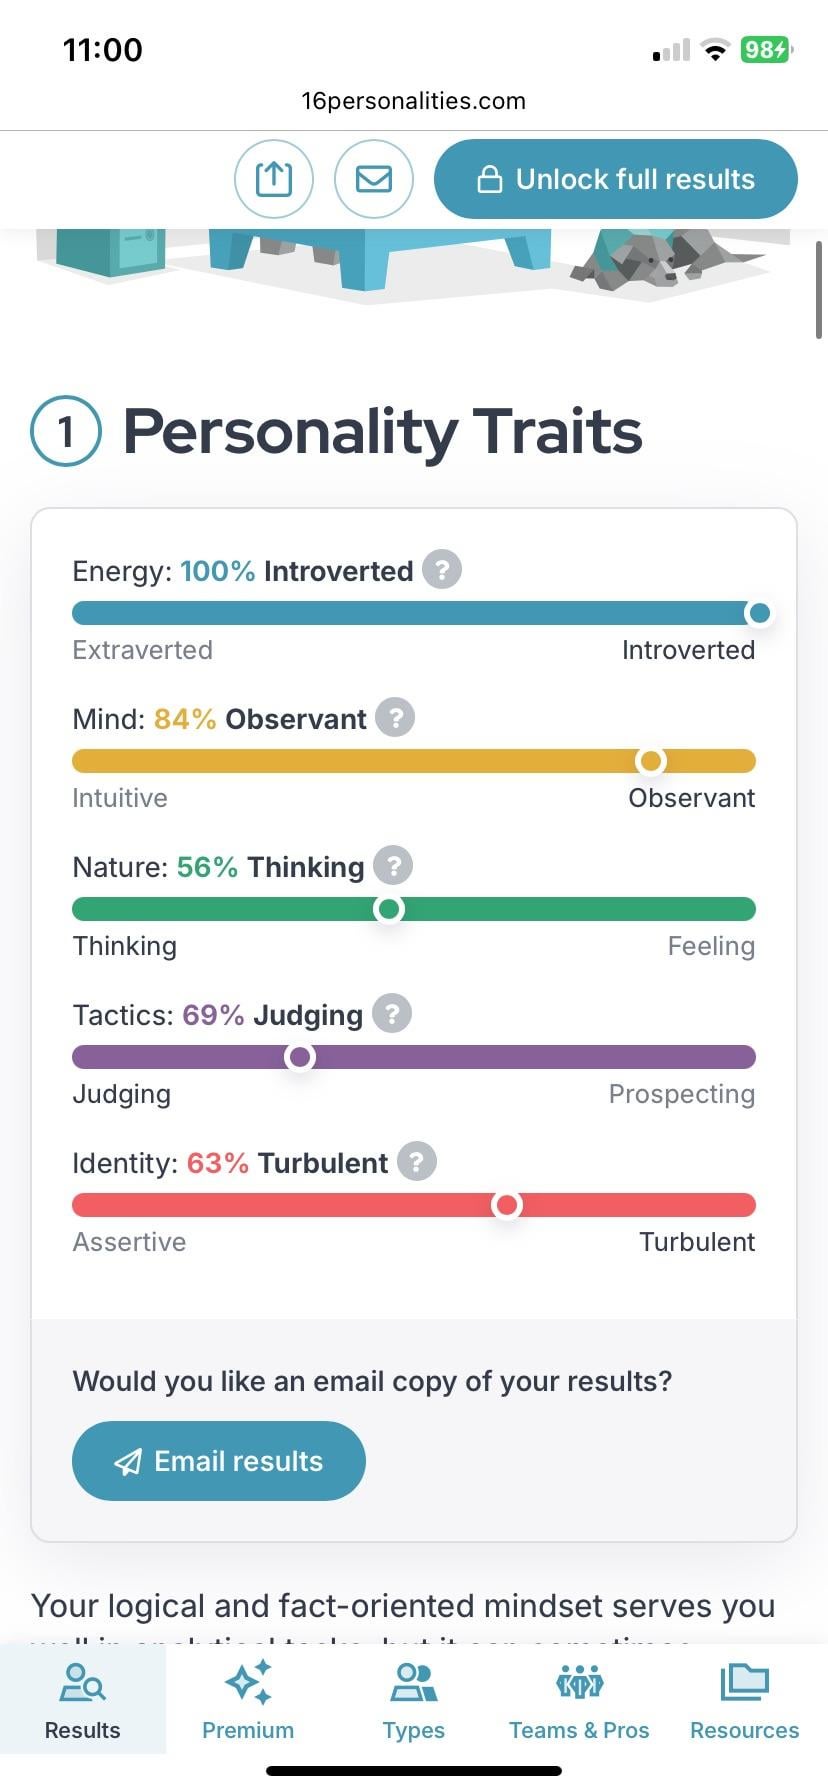 11:00
98
16personalities.com
Unlock full results
1 Personality Traits
Energy: 100% Introverted ?
Extraverted Introverted
Mind: 84% Observant ?
Intuitive Observant
Nature: 56% Thinking ?
Thinking Feeling
Tactics: 69% Judging ?
Judging Prospecting
Identity: 63% Turbulent ?
Assertive Turbulent
Would you like an email copy of your results?
Email results
Your logical and fact-oriented mindset serves you
Results Premium Types Teams & Pros Resources